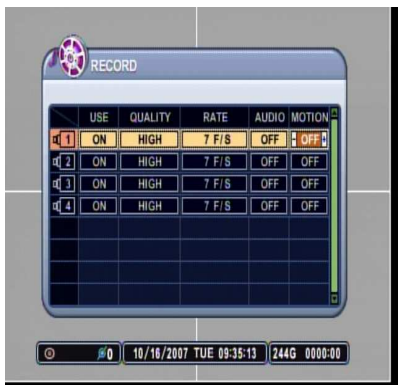 RECORD
USE QUALITY RATE AUDIO MOTION
1 ON HIGH 7 F/S OFF OFF
2 ON HIGH 7 F/S OFF OFF
3 ON HIGH 7 F/S OFF OFF
4 ON HIGH 7 F/S OFF OFF
0 10/16/2007 TUE 09:35:13 244G 0000:00